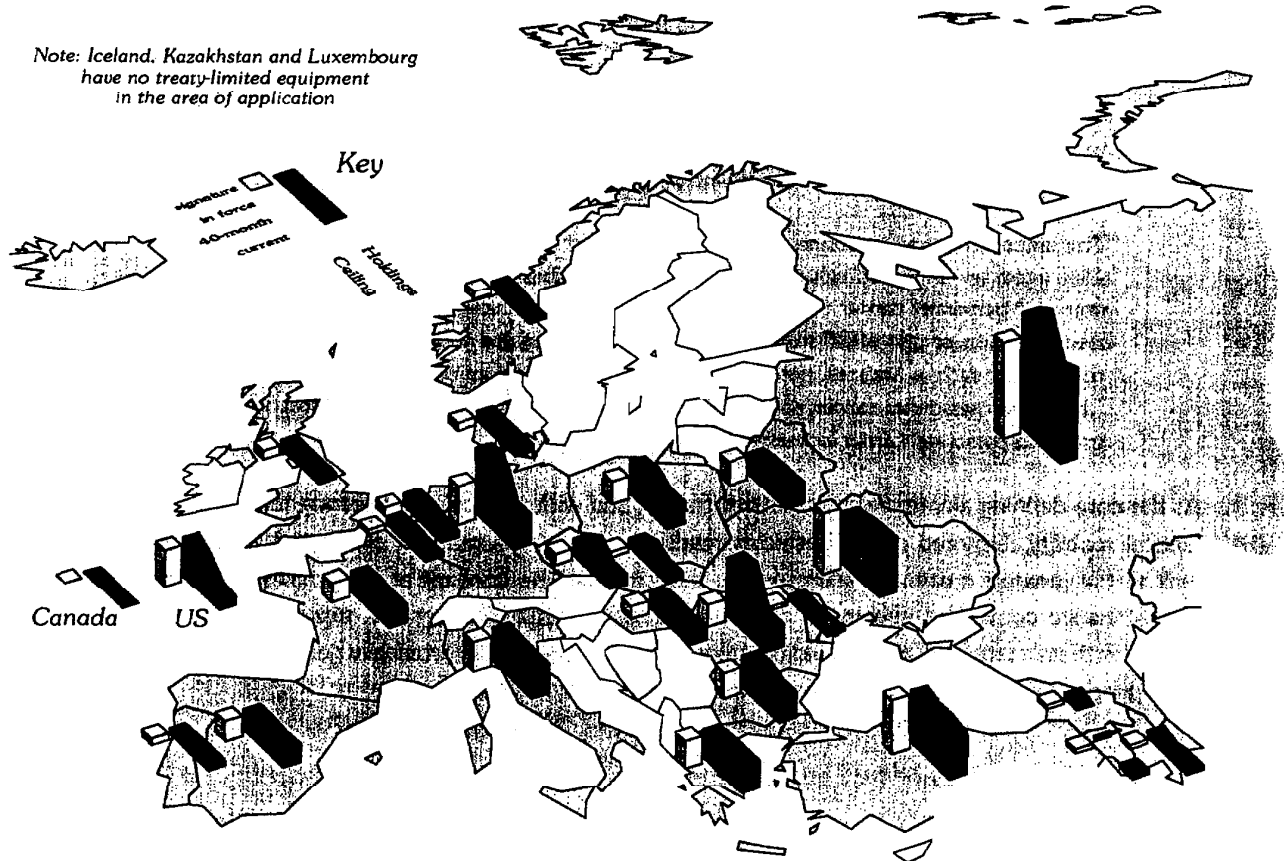 Note: Iceland, Kazakhstan and Luxembourg
have no treaty-limited equipment
in the area of application
Key
signature
in force
40-month
current
Holdings
Ceiling
Canada
US